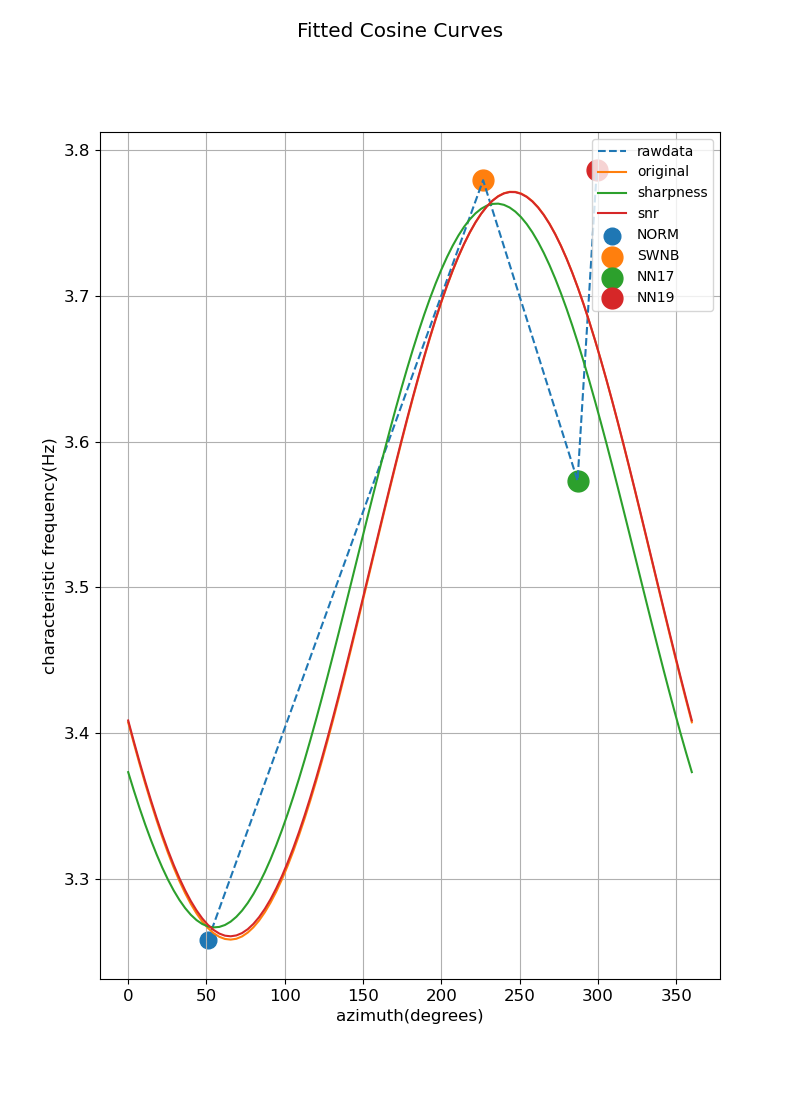 Fitted Cosine Curves
rawdata
original
sharpness
snr
NORM
SWNB
NN17
NN19
3.8
3.7
3.6
3.5
3.4
3.3
characteristic frequency(Hz)
0 50 100 150 200 250 300 350
azimuth(degrees)